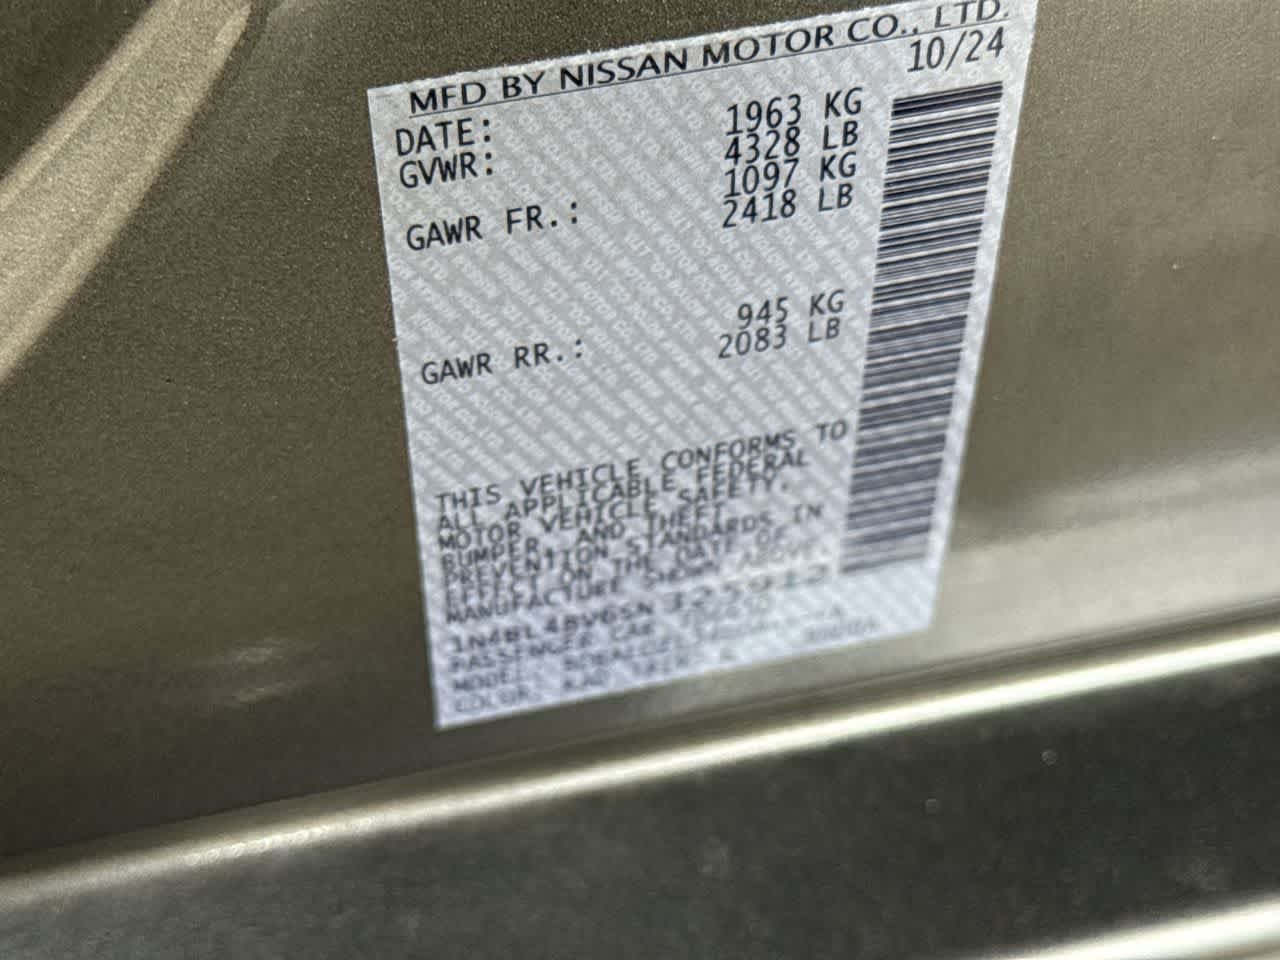 MFD BY NISSAN MOTOR CO., LTD.
DATE: 10/24
GVWR: 1963 KG
4328 LB
GAWR FR.: 1097 KG
2418 LB
GAWR RR.: 945 KG
2083 LB
THIS VEHICLE CONFORMS TO
ALL APPLICABLE FEDERAL
MOTOR VEHICLE SAFETY,
BUMPER, AND THEFT
PREVENTION STANDARDS IN
EFFECT ON THE DATE OF
MANUFACTURE SHOWN ABOVE.
PASSENGER CAR
MODEL:
COLOR: